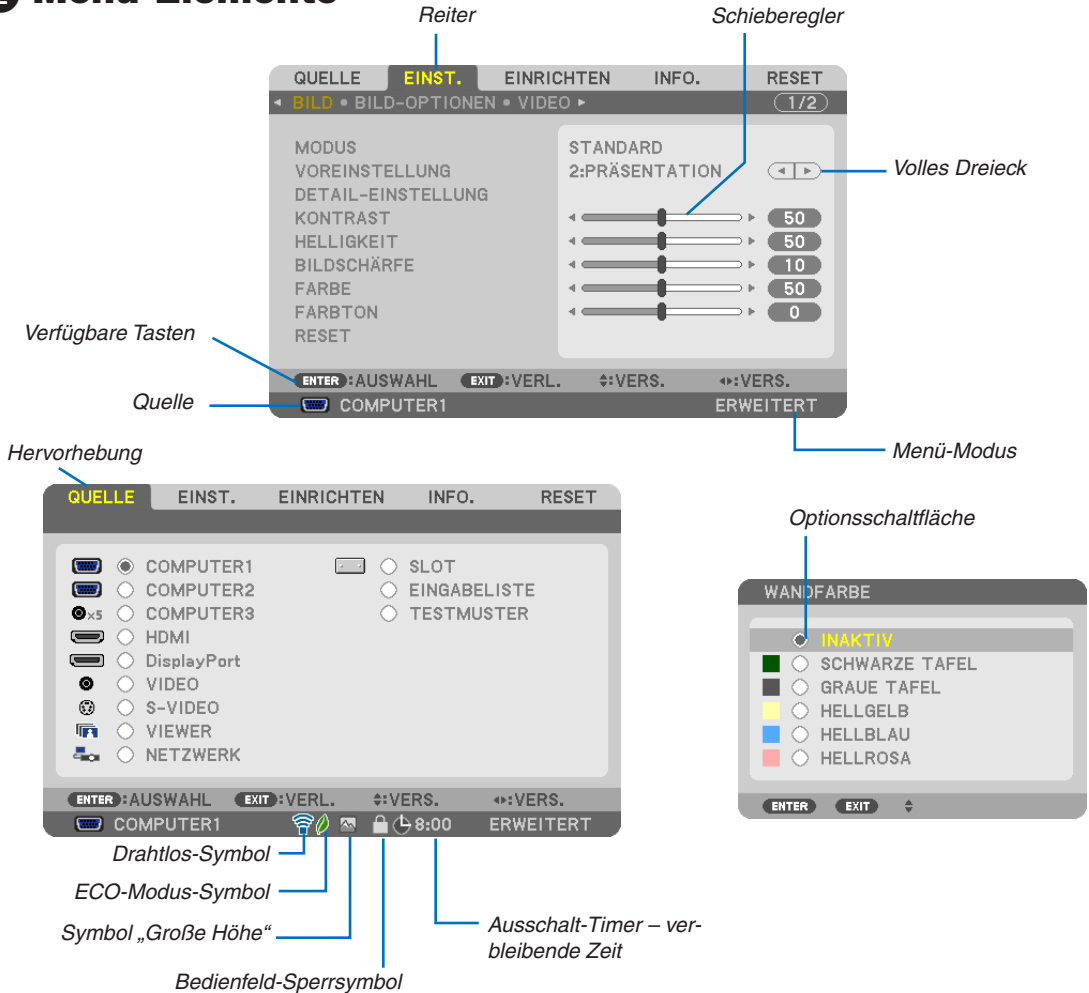 Menü-Elemente
Reiter
Schieberegler
QUELLE EINST. EINRICHTEN INFO. RESET
BILD • BILD-OPTIONEN • VIDEO 1/2
MODUS STANDARD
VOREINSTELLUNG 2:PRÄSENTATION
Volles Dreieck
DETAIL-EINSTELLUNG
KONTRAST 50
HELLIGKEIT 50
BILDSCHÄRFE 10
FARBE 50
FARBTON 0
RESET
Verfügbare Tasten
ENTER :AUSWAHL EXIT :VERL. :VERS. :VERS.
Quelle
COMPUTER1 ERWEITERT
Menü-Modus
Hervorhebung
QUELLE EINST. EINRICHTEN INFO. RESET
COMPUTER1 SLOT
COMPUTER2 EINGABELISTE
×5 COMPUTER3 TESTMUSTER
HDMI
DisplayPort
VIDEO
S-VIDEO
VIEWER
NETZWERK
ENTER :AUSWAHL EXIT :VERL. :VERS. :VERS.
COMPUTER1 8:00 ERWEITERT
Drahtlos-Symbol
ECO-Modus-Symbol
Symbol „Große Höhe“
Bedienfeld-Sperrsymbol
Ausschalt-Timer – ver-
bleibende Zeit
Optionsschaltfläche
WANDFARBE
INAKTIV
SCHWARZE TAFEL
GRAUE TAFEL
HELLGELB
HELLBLAU
HELLROSA
ENTER EXIT